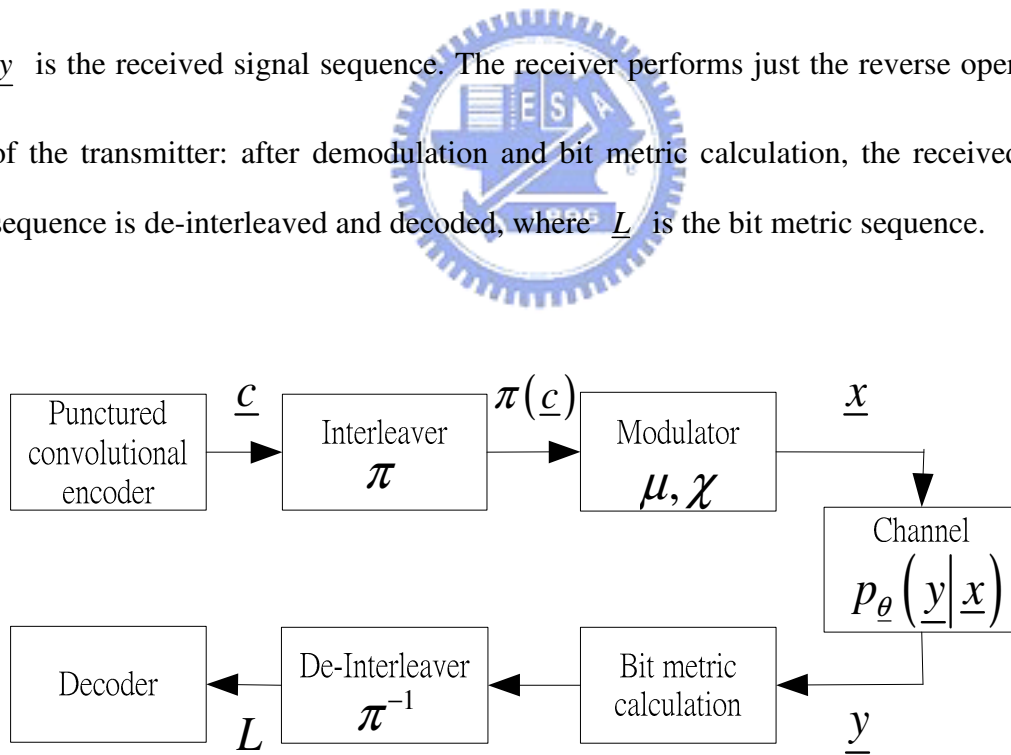 y is the received signal sequence. The receiver performs just the reverse oper
of the transmitter: after demodulation and bit metric calculation, the received
sequence is de-interleaved and decoded, where L is the bit metric sequence.
E S A
1896
Punctured
convolutional
encoder
c
Interleaver
π
π(c)
Modulator
μ, χ
x
Channel
p_θ(y|x)
Decoder
L
De-Interleaver
π⁻¹
Bit metric
calculation
y